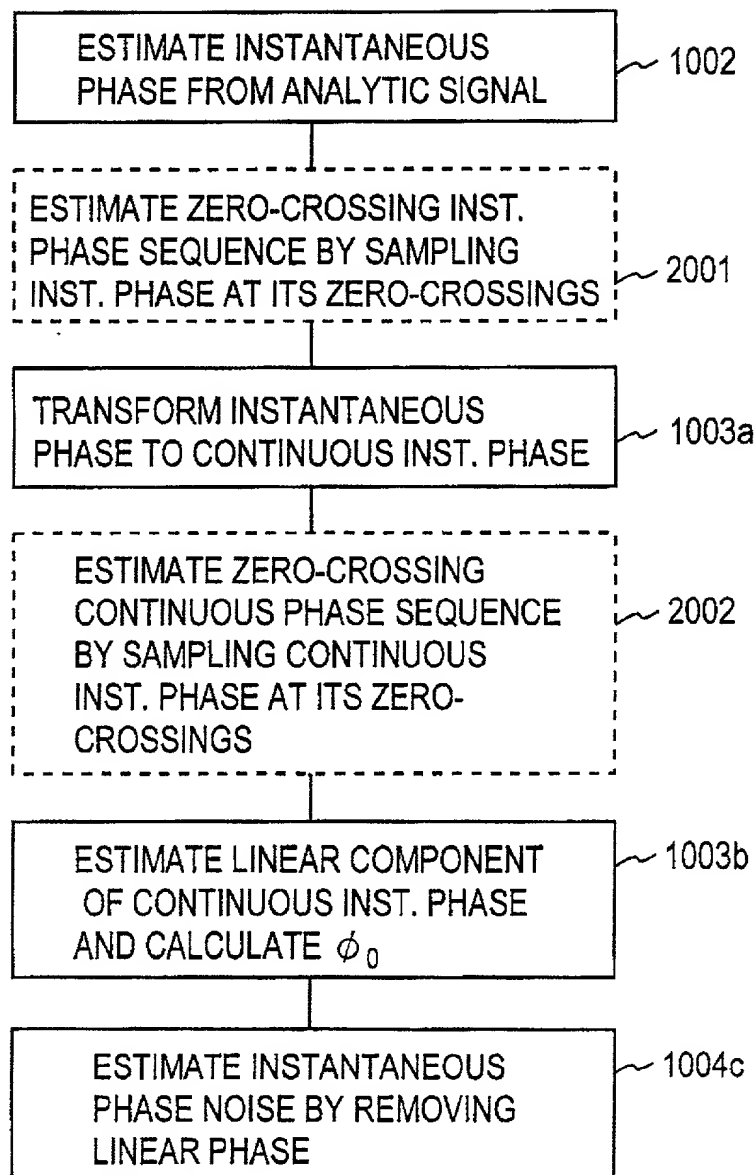 ESTIMATE INSTANTANEOUS
PHASE FROM ANALYTIC SIGNAL
1002
ESTIMATE ZERO-CROSSING INST.
PHASE SEQUENCE BY SAMPLING
INST. PHASE AT ITS ZERO-CROSSINGS
2001
TRANSFORM INSTANTANEOUS
PHASE TO CONTINUOUS INST. PHASE
1003a
ESTIMATE ZERO-CROSSING
CONTINUOUS PHASE SEQUENCE
BY SAMPLING CONTINUOUS
INST. PHASE AT ITS ZERO-
CROSSINGS
2002
ESTIMATE LINEAR COMPONENT
OF CONTINUOUS INST. PHASE
AND CALCULATE ϕ₀
1003b
ESTIMATE INSTANTANEOUS
PHASE NOISE BY REMOVING
LINEAR PHASE
1004c